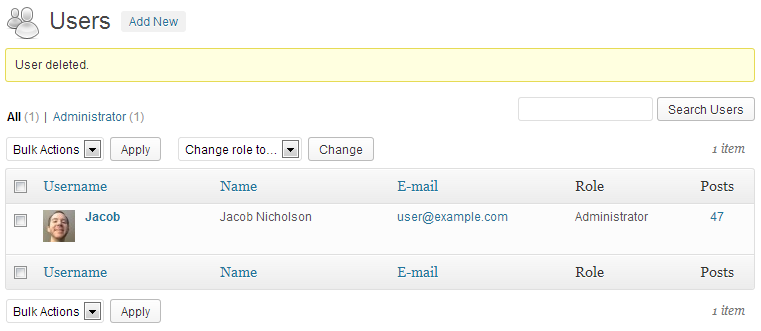 Users Add New
User deleted.
All (1) | Administrator (1)
Search Users
Bulk Actions Apply Change role to... Change 1 item
Username Name E-mail Role Posts
Jacob Jacob Nicholson user@example.com Administrator 47
Username Name E-mail Role Posts
Bulk Actions Apply 1 item